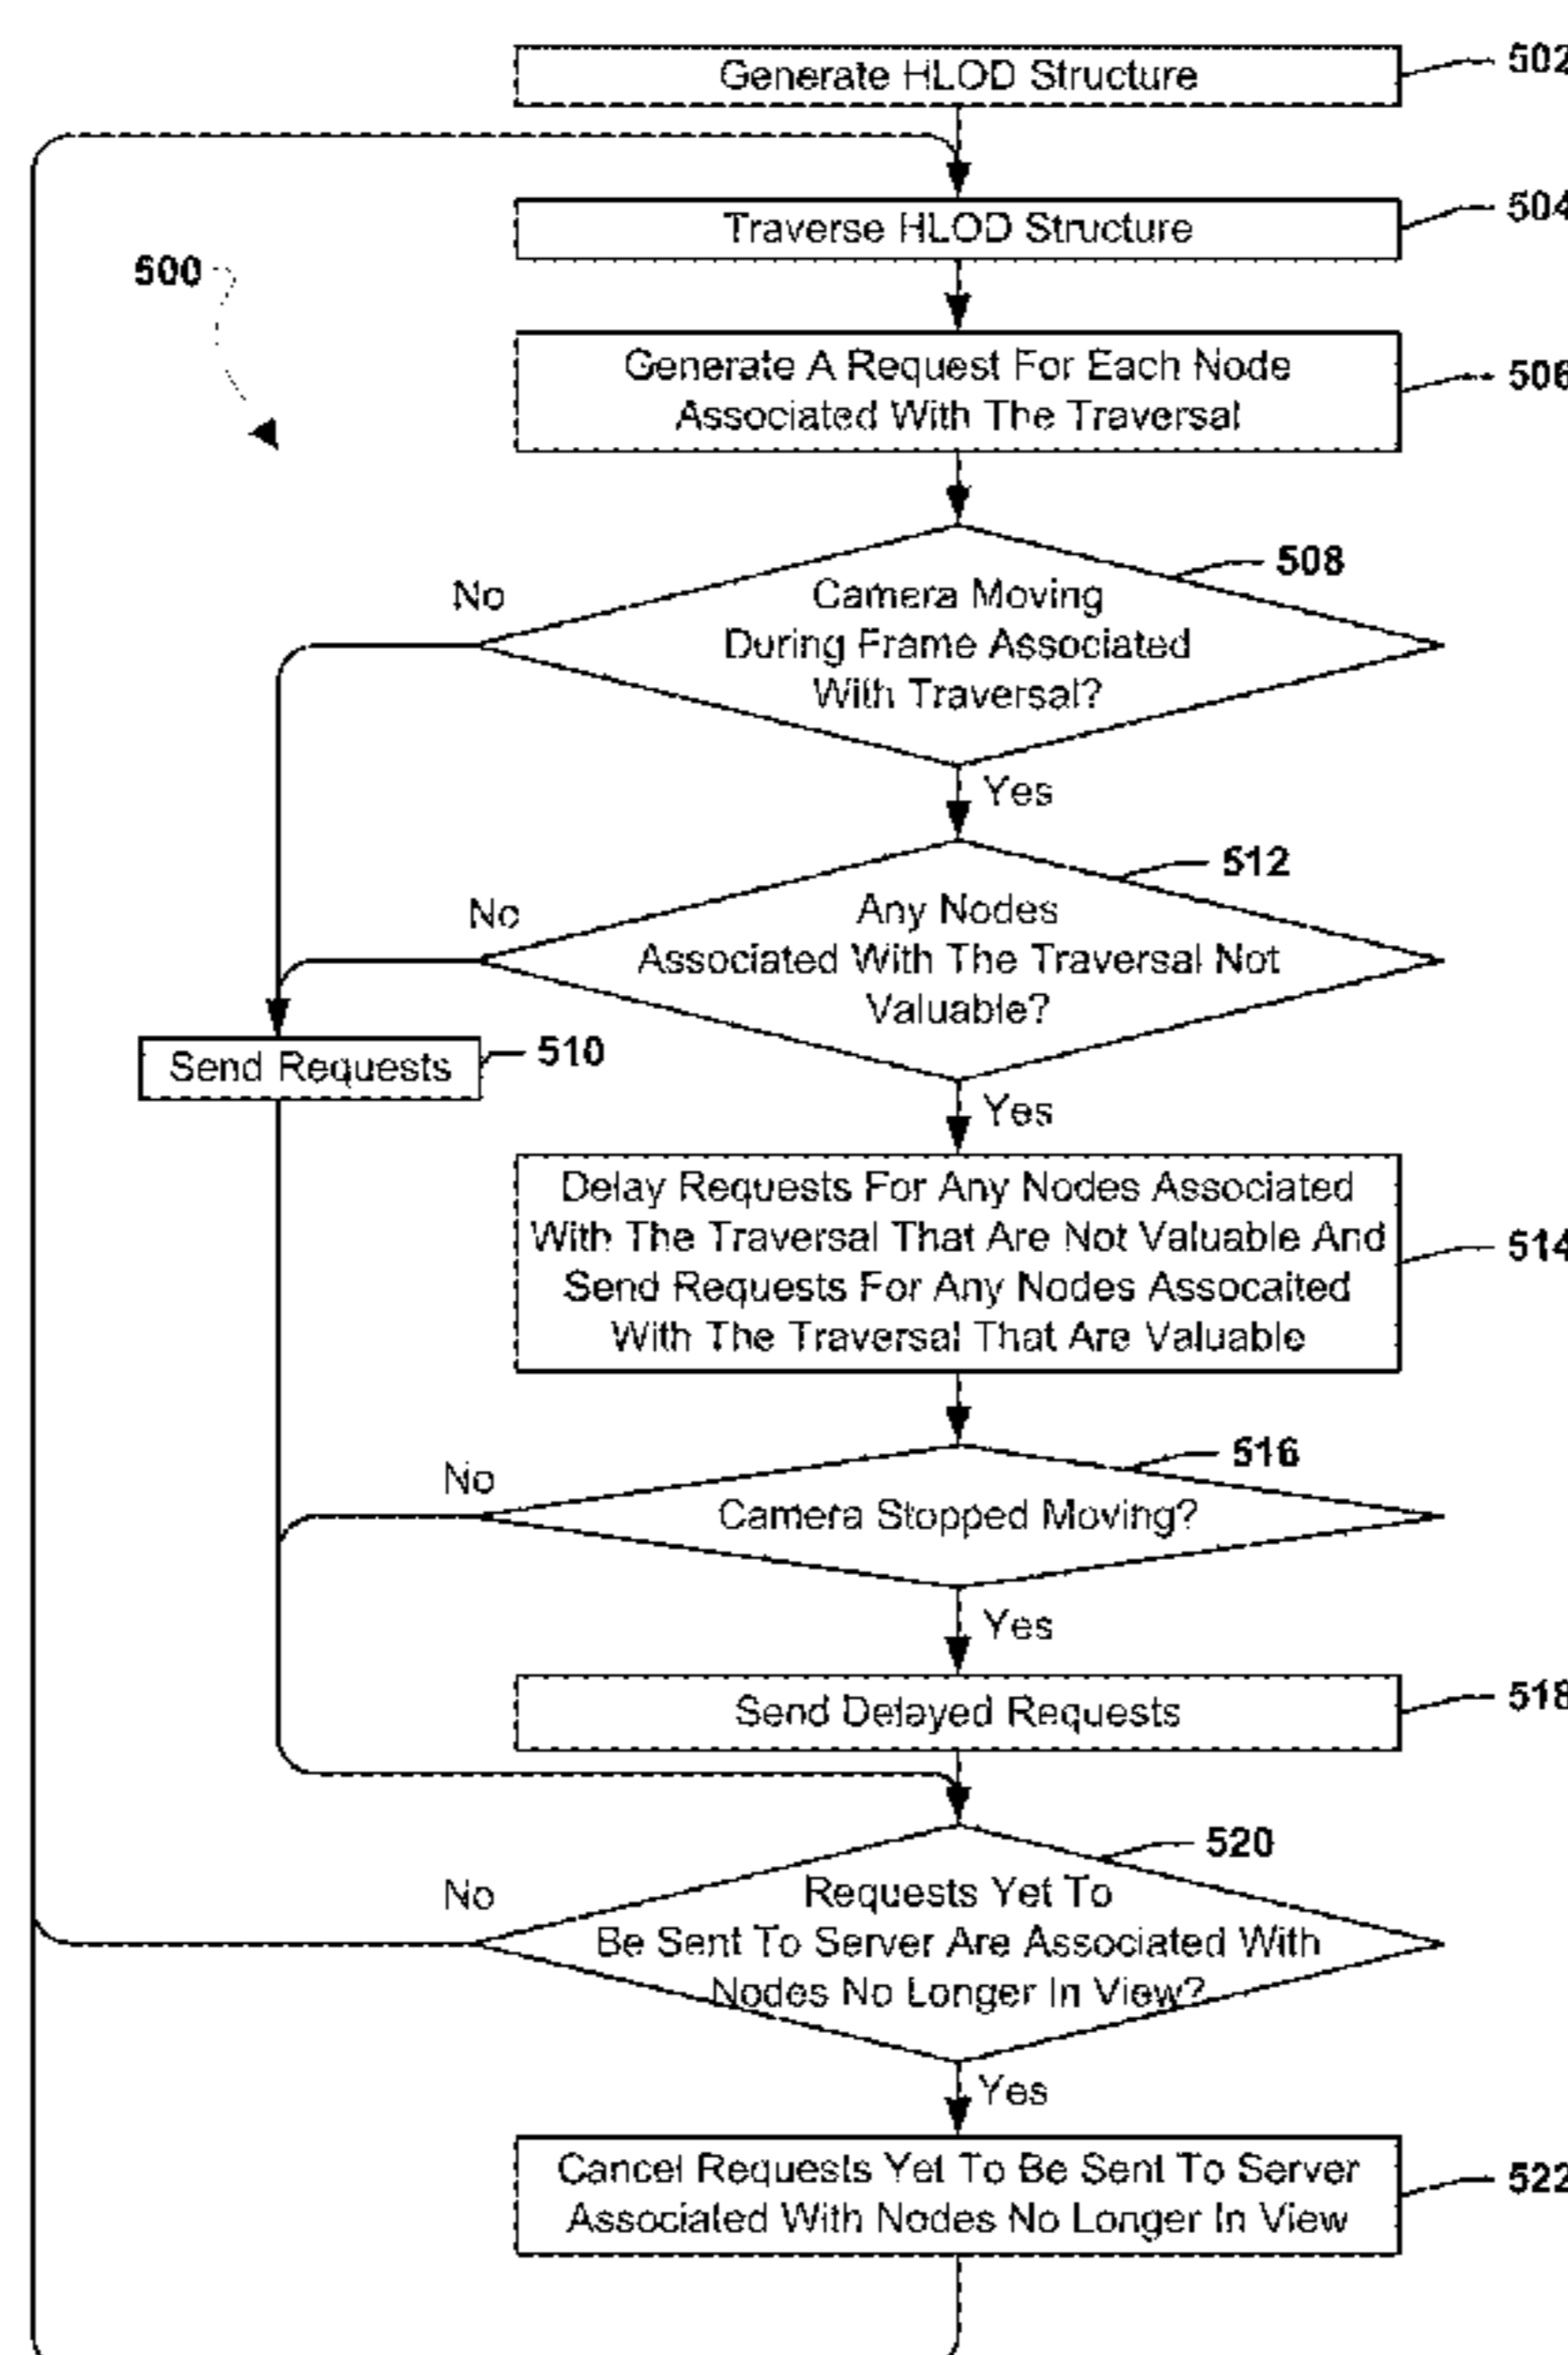 Generate HLOD Structure
502
Traverse HLOD Structure
504
500
Generate A Request For Each Node
Associated With The Traversal
506
508
No
Camera Moving
During Frame Associated
With Traversal?
Yes
512
No
Any Nodes
Associated With The Traversal Not
Valuable?
Send Requests
510
Yes
Delay Requests For Any Nodes Associated
With The Traversal That Are Not Valuable And
Send Requests For Any Nodes Assocaited
With The Traversal That Are Valuable
514
516
No
Camera Stopped Moving?
Yes
Send Delayed Requests
518
520
No
Requests Yet To
Be Sent To Server Are Associated With
Nodes No Longer In View?
Yes
Cancel Requests Yet To Be Sent To Server
Associated With Nodes No Longer In View
522